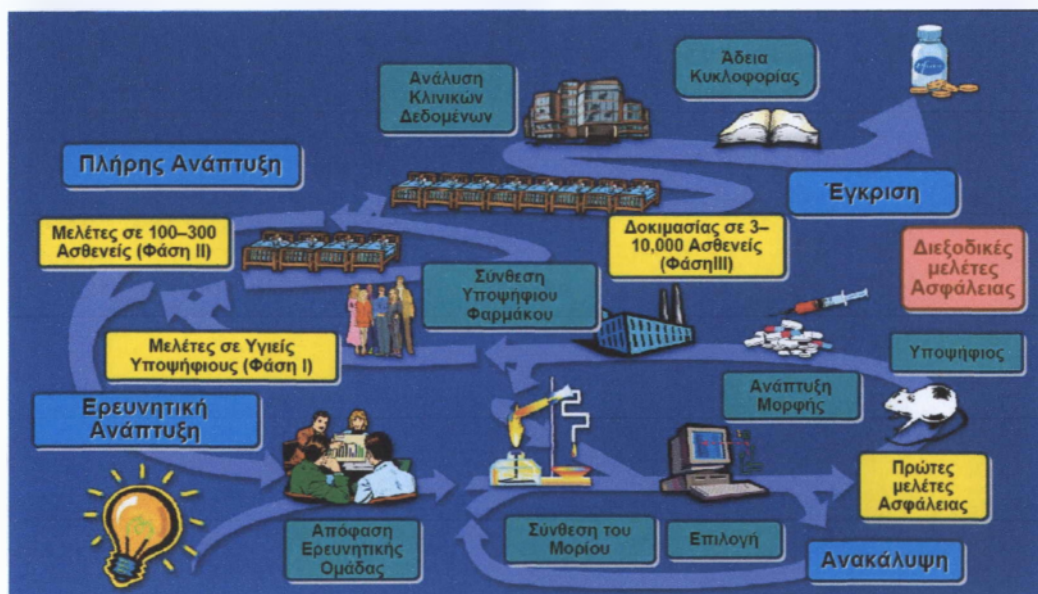 Ανάλυση
Κλινικών
Δεδομένων
Άδεια
Κυκλοφορίας
Pfizer
Πλήρης Ανάπτυξη
Έγκριση
Μελέτες σε 100–300
Ασθενείς (Φάση ΙΙ)
Δοκιμασίας σε 3–
10,000 Ασθενείς
(ΦάσηΙΙΙ)
Διεξοδικές
μελέτες
Ασφάλειας
Σύνθεση
Υποψήφιου
Φαρμάκου
Μελέτες σε Υγιείς
Υποψήφιους (Φάση Ι)
Υποψήφιος
Ανάπτυξη
Μορφής
Ερευνητική
Ανάπτυξη
Πρώτες
μελέτες
Ασφάλειας
Απόφαση
Ερευνητικής
Ομάδας
Σύνθεση του
Μορίου
Επιλογή
Ανακάλυψη